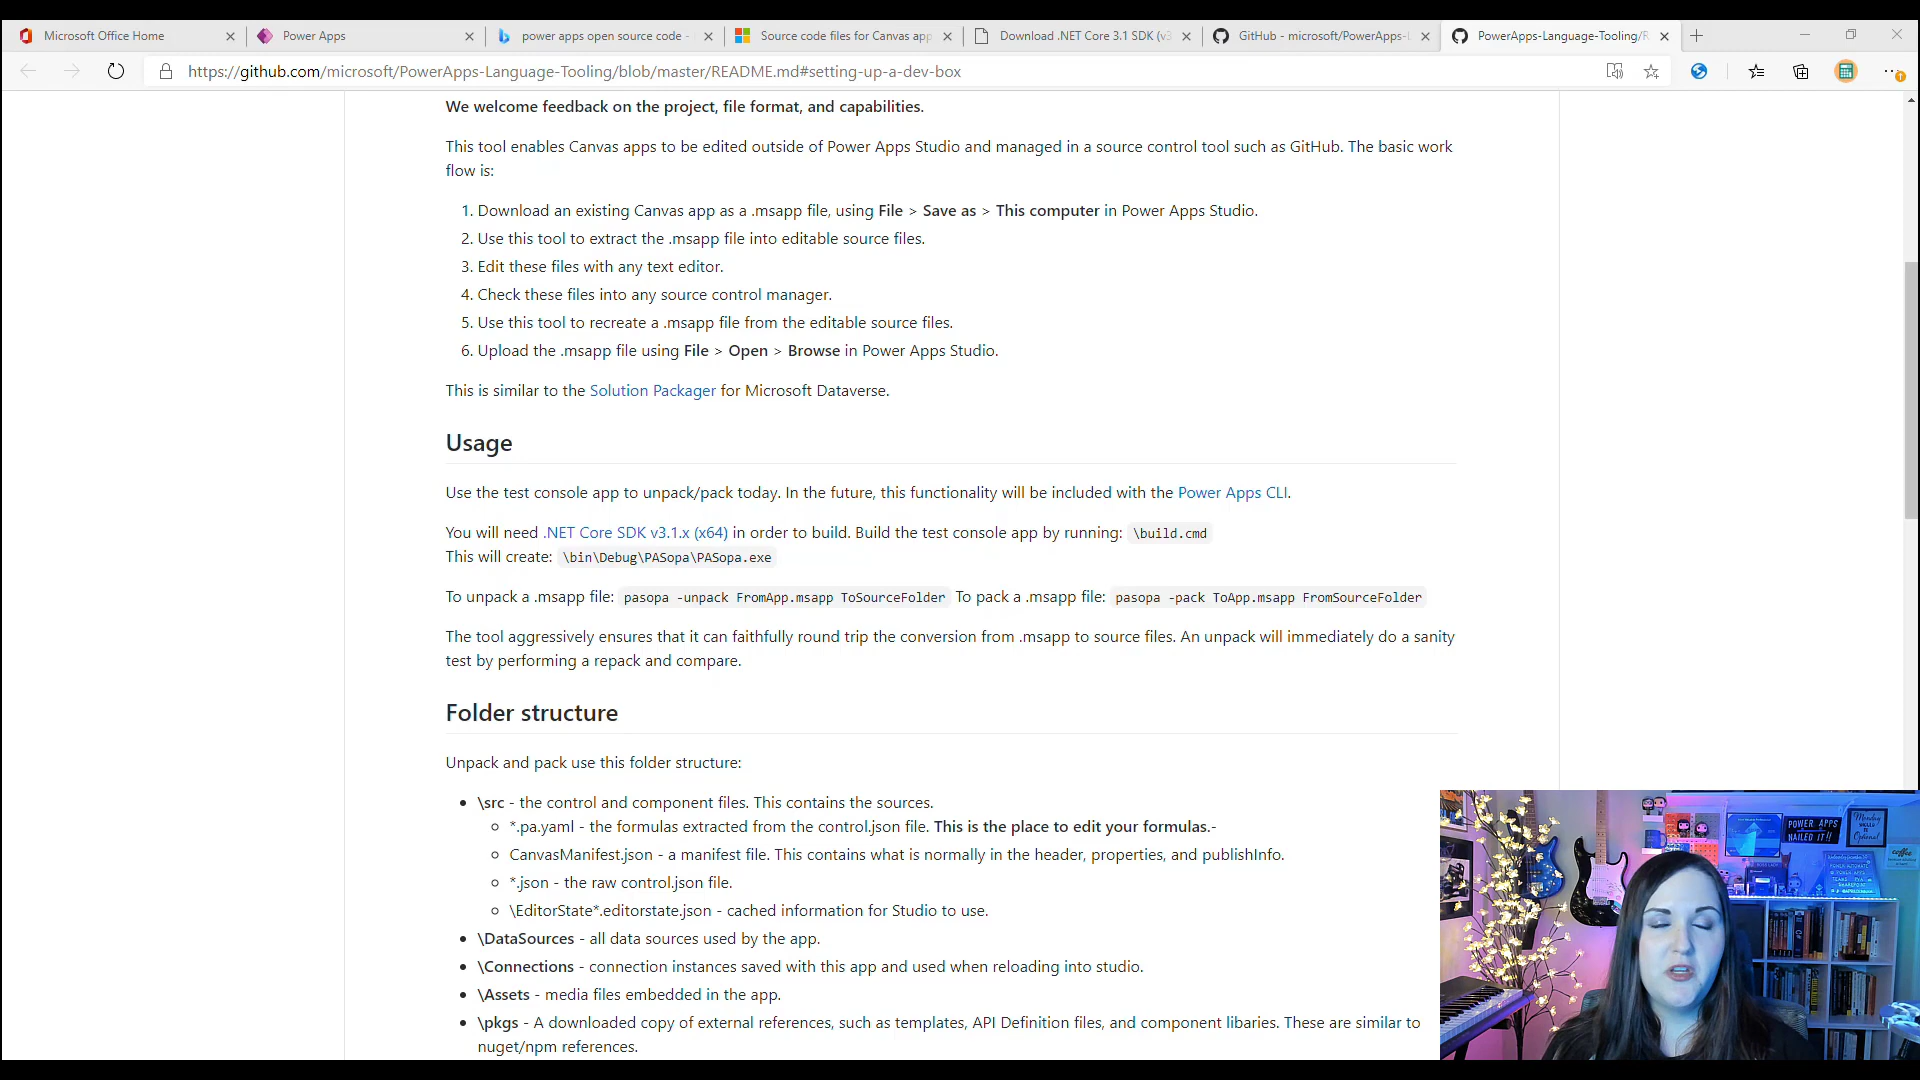 Microsoft Office Home
Power Apps
power apps open source code -
Source code files for Canvas app
Download .NET Core 3.1 SDK (v3
GitHub - microsoft/PowerApps-L
PowerApps-Language-Tooling/R
https://github.com/microsoft/PowerApps-Language-Tooling/blob/master/README.md#setting-up-a-dev-box
We welcome feedback on the project, file format, and capabilities.
This tool enables Canvas apps to be edited outside of Power Apps Studio and managed in a source control tool such as GitHub. The basic work
flow is:
1. Download an existing Canvas app as a .msapp file, using File > Save as > This computer in Power Apps Studio.
2. Use this tool to extract the .msapp file into editable source files.
3. Edit these files with any text editor.
4. Check these files into any source control manager.
5. Use this tool to recreate a .msapp file from the editable source files.
6. Upload the .msapp file using File > Open > Browse in Power Apps Studio.
This is similar to the Solution Packager for Microsoft Dataverse.
Usage
Use the test console app to unpack/pack today. In the future, this functionality will be included with the Power Apps CLI.
You will need .NET Core SDK v3.1.x (x64) in order to build. Build the test console app by running: \build.cmd
This will create: \bin\Debug\PASopa\PASopa.exe
To unpack a .msapp file: pasopa -unpack FromApp.msapp ToSourceFolder To pack a .msapp file: pasopa -pack ToApp.msapp FromSourceFolder
The tool aggressively ensures that it can faithfully round trip the conversion from .msapp to source files. An unpack will immediately do a sanity
test by performing a repack and compare.
Folder structure
Unpack and pack use this folder structure:
• \src - the control and component files. This contains the sources.
○ *.pa.yaml - the formulas extracted from the control.json file. This is the place to edit your formulas.-
○ CanvasManifest.json - a manifest file. This contains what is normally in the header, properties, and publishInfo.
○ *.json - the raw control.json file.
○ \EditorState*.editorstate.json - cached information for Studio to use.
• \DataSources - all data sources used by the app.
• \Connections - connection instances saved with this app and used when reloading into studio.
• \Assets - media files embedded in the app.
• \pkgs - A downloaded copy of external references, such as templates, API Definition files, and component libaries. These are similar to
nuget/npm references.
POWER APPS
NAILED IT!!
Monday
coffee